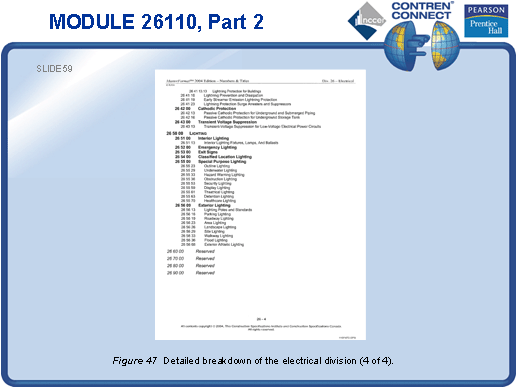 MODULE 26110, Part 2
nccer
CONTREN®
CONNECT
PEARSON
Prentice
Hall
SLIDE 59
MasterFormat™ 2004 Edition – Numbers & Titles Div. 26 – Electrical
26 41 13.13 Lightning Protection for Buildings
26 41 16 Lightning Prevention and Dissipation
26 41 19 Early Streamer Emission Lightning Protection
26 41 23 Lightning Protection Surge Arresters and Suppressors
26 42 00 Cathodic Protection
26 42 13 Passive Cathodic Protection for Underground and Submerged Piping
26 42 16 Passive Cathodic Protection for Underground Storage Tank
26 43 00 Transient Voltage Suppression
26 43 13 Transient Voltage Suppression for Low-Voltage Electrical Power Circuits
26 50 00 LIGHTING
26 51 00 Interior Lighting
26 51 13 Interior Lighting Fixtures, Lamps, And Ballasts
26 52 00 Emergency Lighting
26 53 00 Exit Signs
26 54 00 Classified Location Lighting
26 55 00 Special Purpose Lighting
26 55 23 Outline Lighting
26 55 29 Underwater Lighting
26 55 33 Hazard Warning Lighting
26 55 36 Obstruction Lighting
26 55 53 Security Lighting
26 55 59 Display Lighting
26 55 61 Theatrical Lighting
26 55 63 Detention Lighting
26 55 70 Healthcare Lighting
26 56 00 Exterior Lighting
26 56 13 Lighting Poles and Standards
26 56 16 Parking Lighting
26 56 19 Roadway Lighting
26 56 23 Area Lighting
26 56 26 Landscape Lighting
26 56 29 Site Lighting
26 56 33 Walkway Lighting
26 56 36 Flood Lighting
26 56 68 Exterior Athletic Lighting
26 60 00 Reserved
26 70 00 Reserved
26 80 00 Reserved
26 90 00 Reserved
26 - 4
All contents copyright © 2004, The Construction Specifications Institute and Construction Specifications Canada.
All rights reserved.
Figure 47 Detailed breakdown of the electrical division (4 of 4).